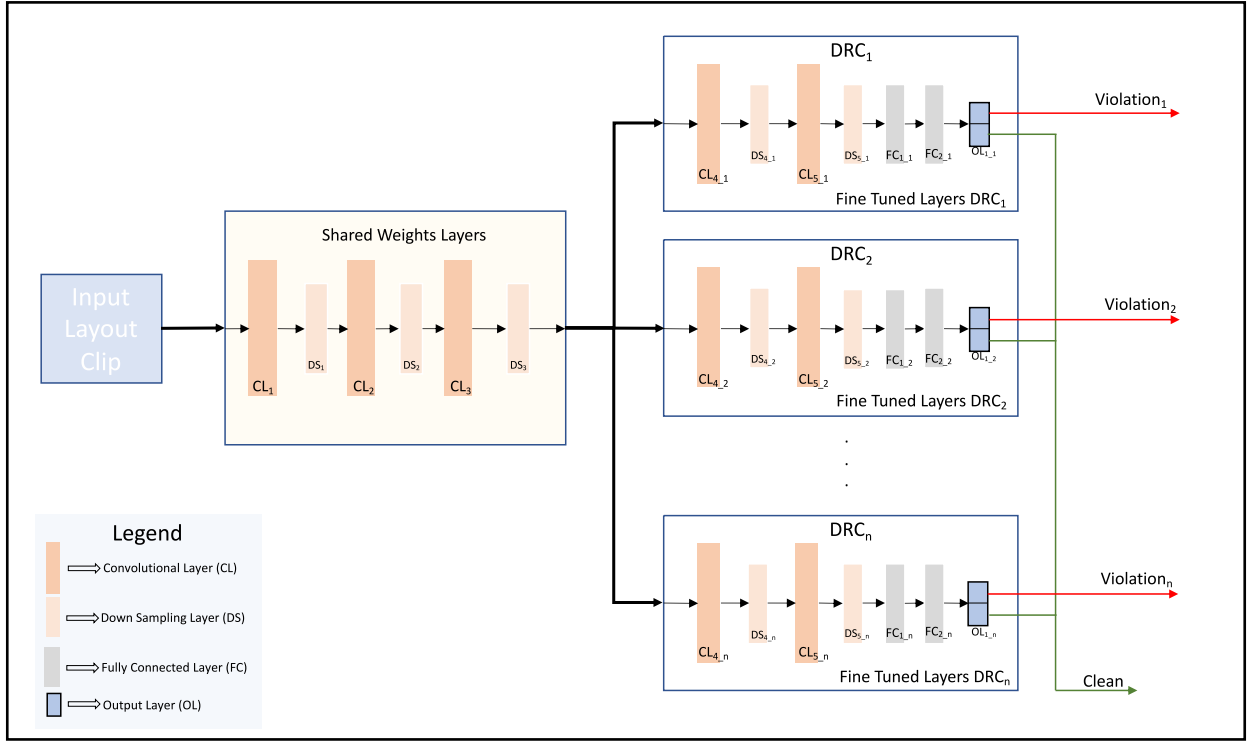 Input
Layout
Clip
Shared Weights Layers
CL₁
DS₁
CL₂
DS₂
CL₃
DS₃
DRC₁
CL₄_₁
DS₄_₁
CL₅_₁
DS₅_₁
FC₁_₁
FC₂_₁
OL₁_₁
Fine Tuned Layers DRC₁
Violation₁
DRC₂
CL₄_₂
DS₄_₂
CL₅_₂
DS₅_₂
FC₁_₂
FC₂_₂
OL₁_₂
Fine Tuned Layers DRC₂
Violation₂
.
.
.
DRCₙ
CL₄_ₙ
DS₄_ₙ
CL₅_ₙ
DS₅_ₙ
FC₁_ₙ
FC₂_ₙ
OL₁_ₙ
Fine Tuned Layers DRCₙ
Violationₙ
Clean
Legend
Convolutional Layer (CL)
Down Sampling Layer (DS)
Fully Connected Layer (FC)
Output Layer (OL)